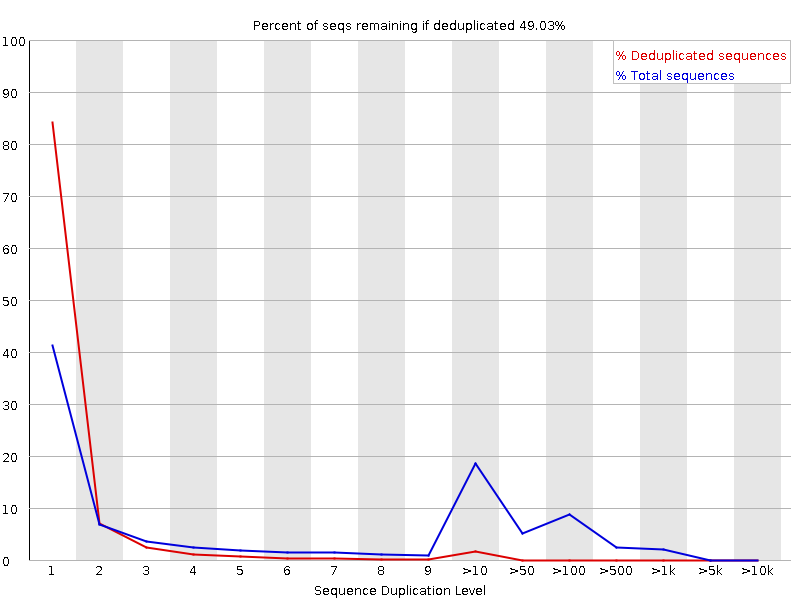 Percent of seqs remaining if deduplicated 49.03%
% Deduplicated sequences
% Total sequences
100
90
80
70
60
50
40
30
20
10
0
1 2 3 4 5 6 7 8 9 >10 >50 >100 >500 >1k >5k >10k
Sequence Duplication Level